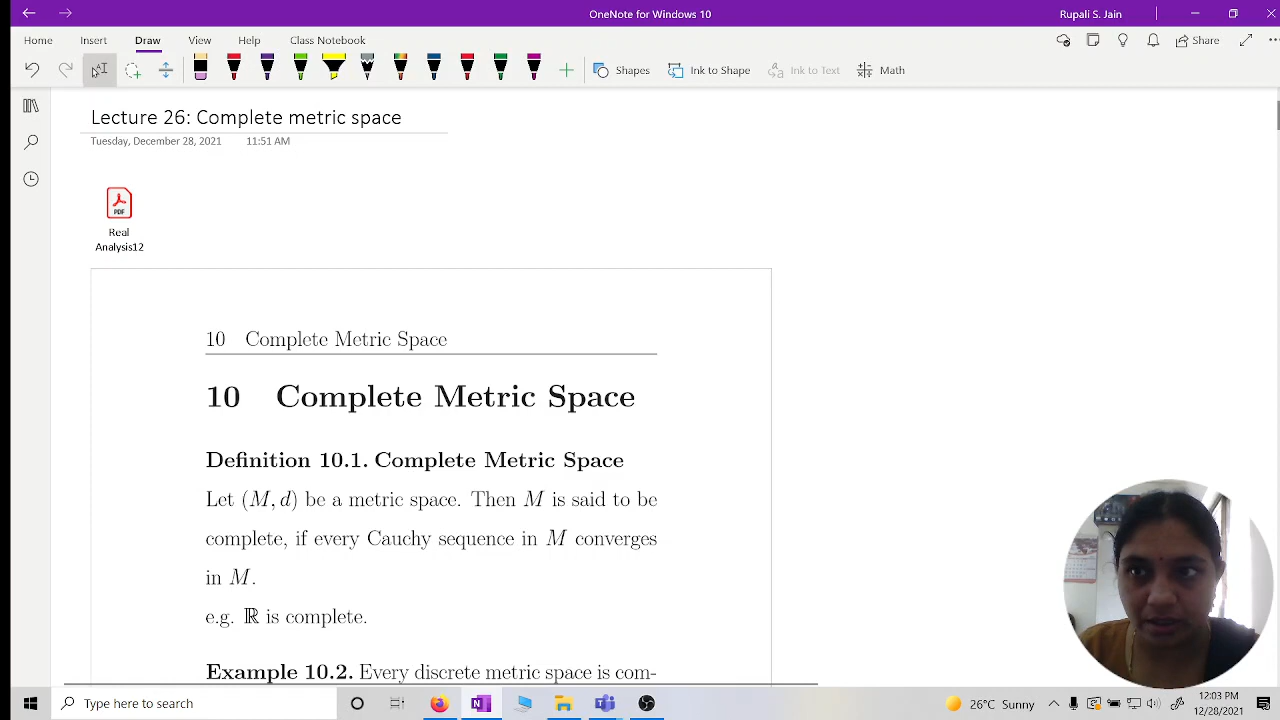 OneNote for Windows 10
Rupali S. Jain
Home Insert Draw View Help Class Notebook
Share
Shapes
Ink to Shape
Ink to Text
Math
Lecture 26: Complete metric space
Tuesday, December 28, 2021 11:51 AM
PDF
Real
Analysis12
10 Complete Metric Space
10 Complete Metric Space
Definition 10.1. Complete Metric Space
Let (M, d) be a metric space. Then M is said to be
complete, if every Cauchy sequence in M converges
in M.
e.g. ℝ is complete.
Example 10.2. Every discrete metric space is com-
Type here to search
26°C Sunny
12:03 PM
12/28/2021